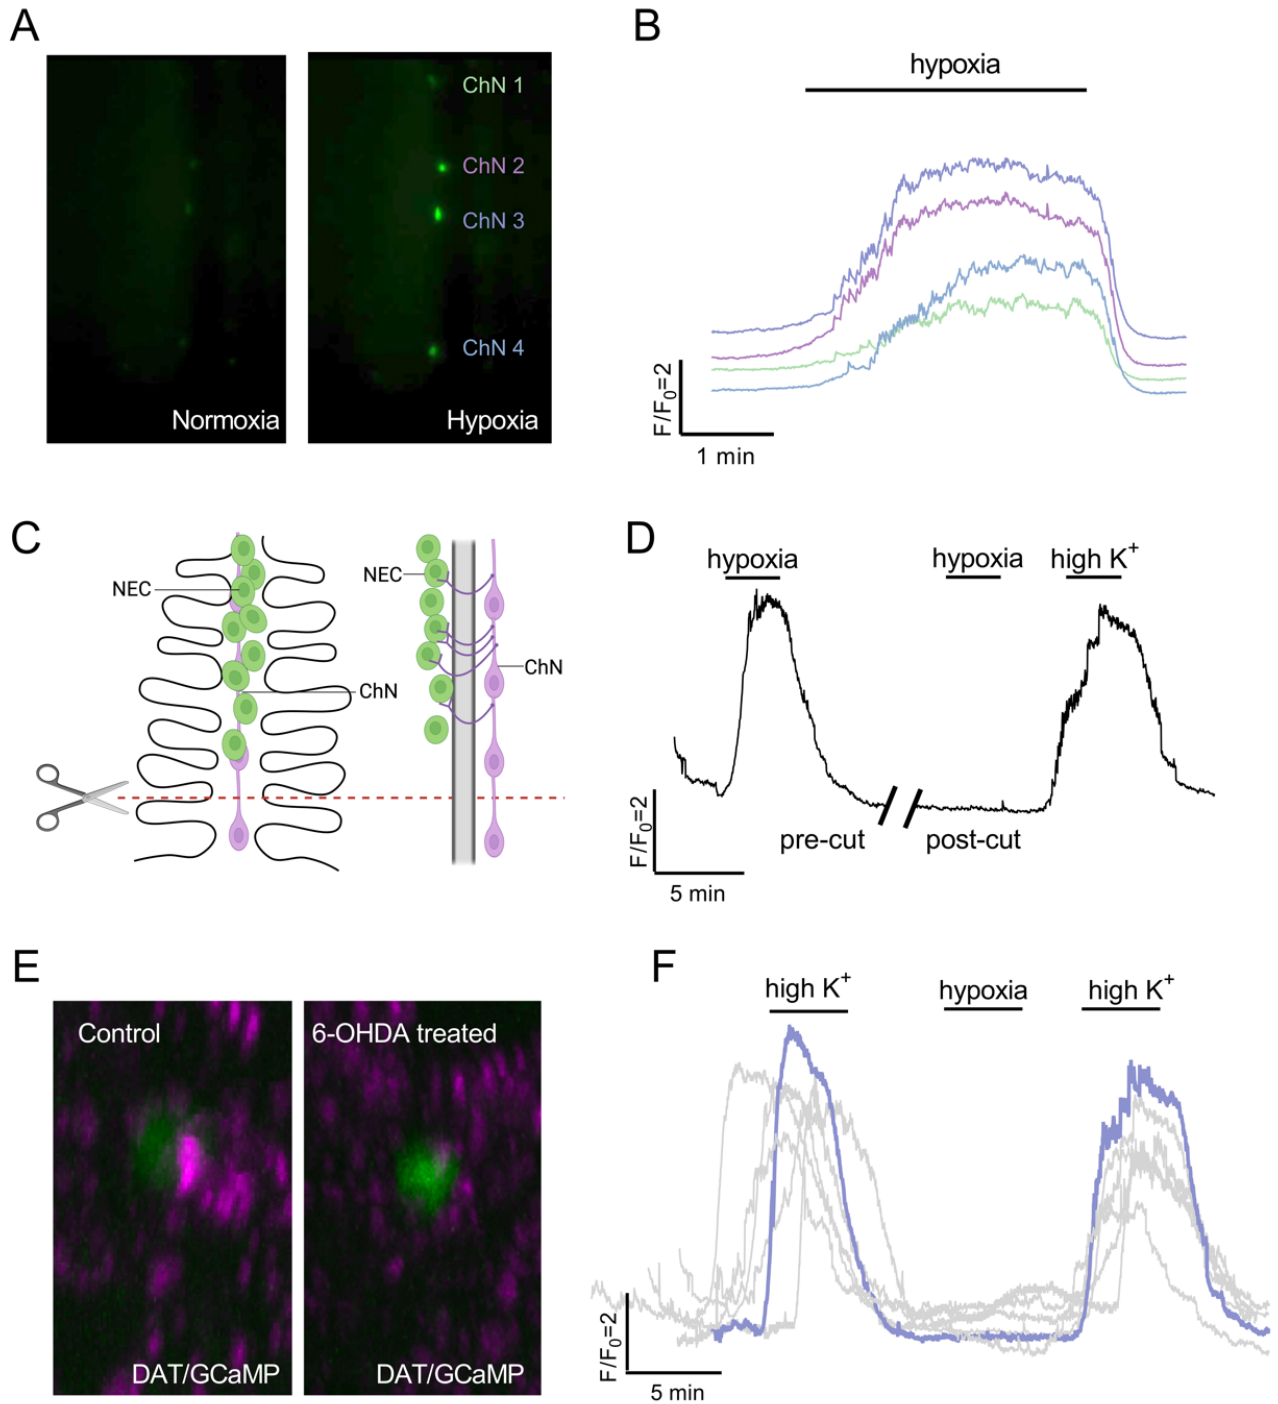 A
ChN 1
ChN 2
ChN 3
ChN 4
Normoxia
Hypoxia
B
hypoxia
F/F0=2
1 min
C
NEC
ChN
NEC
ChN
D
hypoxia
hypoxia
high K+
pre-cut
post-cut
F/F0=2
5 min
E
Control
DAT/GCaMP
6-OHDA treated
DAT/GCaMP
F
high K+
hypoxia
high K+
F/F0=2
5 min